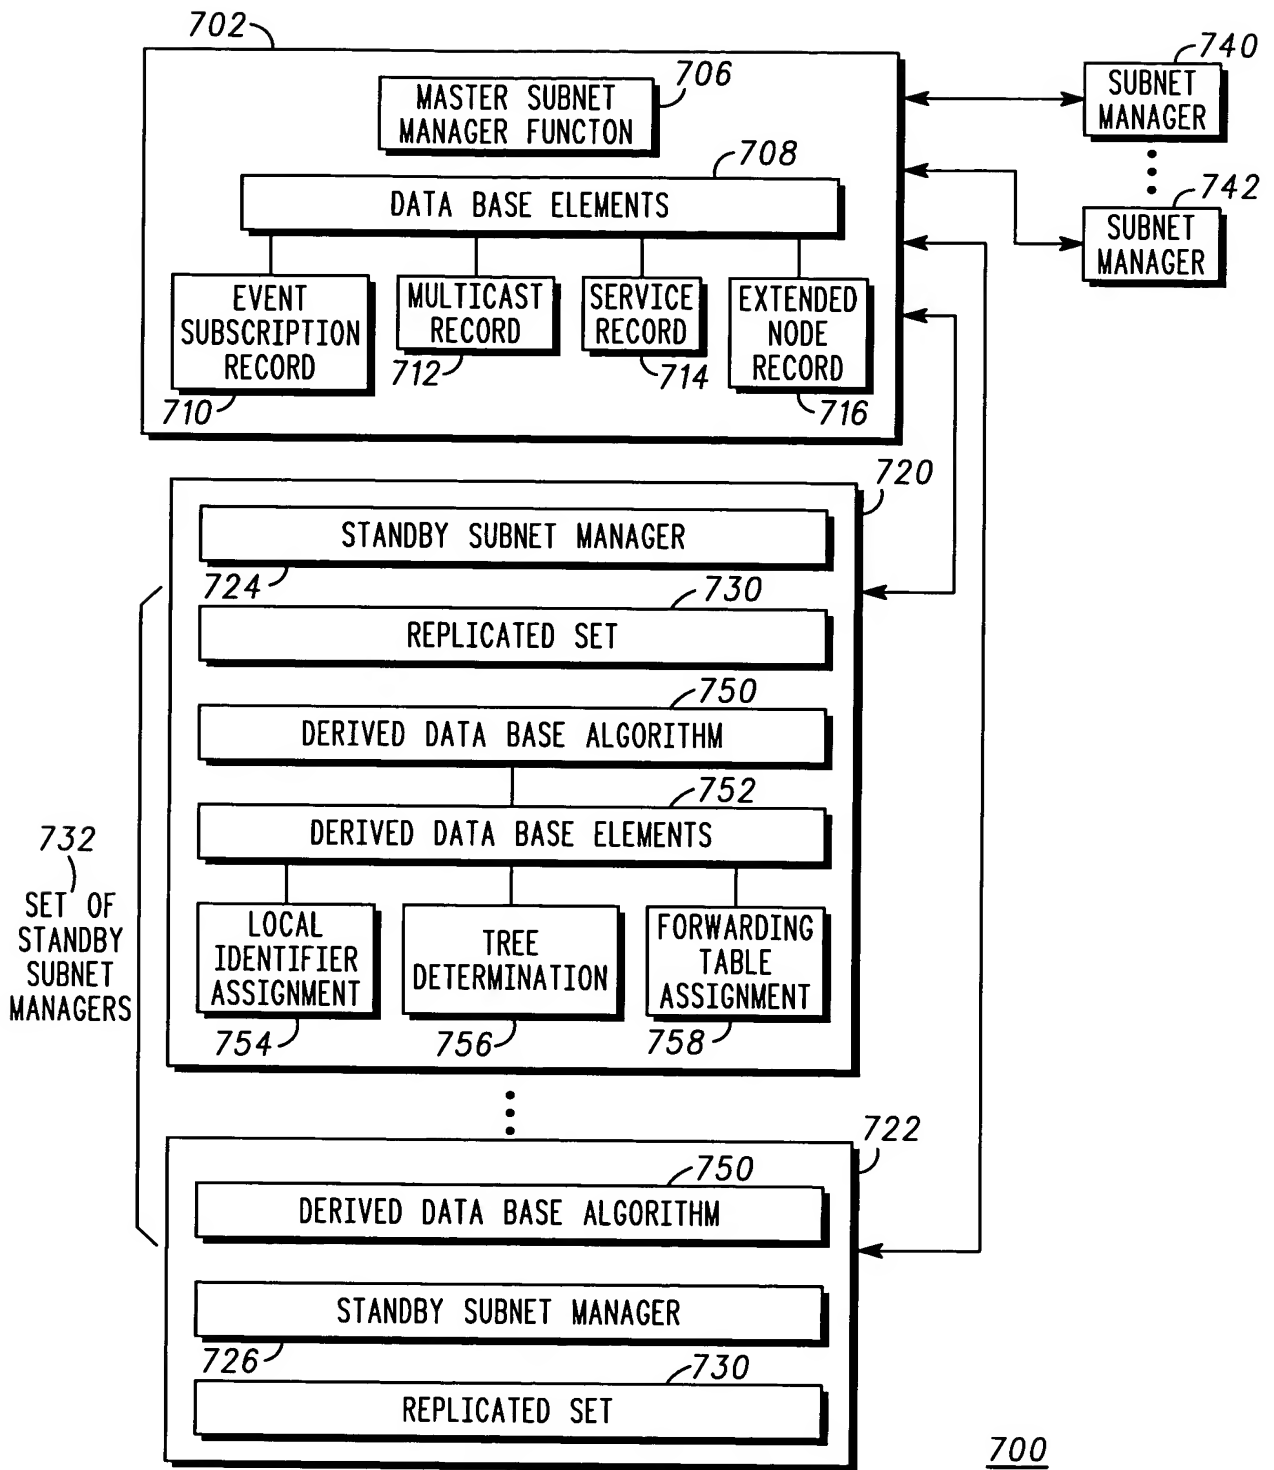 702
706
MASTER SUBNET
MANAGER FUNCTON
708
DATA BASE ELEMENTS
EVENT
SUBSCRIPTION
RECORD
710
MULTICAST
RECORD
712
SERVICE
RECORD
714
EXTENDED
NODE
RECORD
716
740
SUBNET
MANAGER
742
SUBNET
MANAGER
720
STANDBY SUBNET MANAGER
724
730
REPLICATED SET
750
DERIVED DATA BASE ALGORITHM
752
DERIVED DATA BASE ELEMENTS
LOCAL
IDENTIFIER
ASSIGNMENT
754
TREE
DETERMINATION
756
FORWARDING
TABLE
ASSIGNMENT
758
732
SET OF
STANDBY
SUBNET
MANAGERS
722
750
DERIVED DATA BASE ALGORITHM
STANDBY SUBNET MANAGER
726
730
REPLICATED SET
700